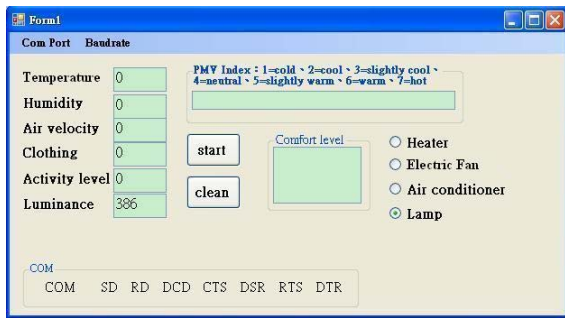 Form1
Com Port Baudrate
Temperature 0
Humidity 0
Air velocity 0
Clothing 0
Activity level 0
Luminance 386
PMV Index：1=cold、2=cool、3=slightly cool、
4=neutral、5=slightly warm、6=warm、7=hot
start
clean
Comfort level
Heater
Electric Fan
Air conditioner
Lamp
COM
COM SD RD DCD CTS DSR RTS DTR